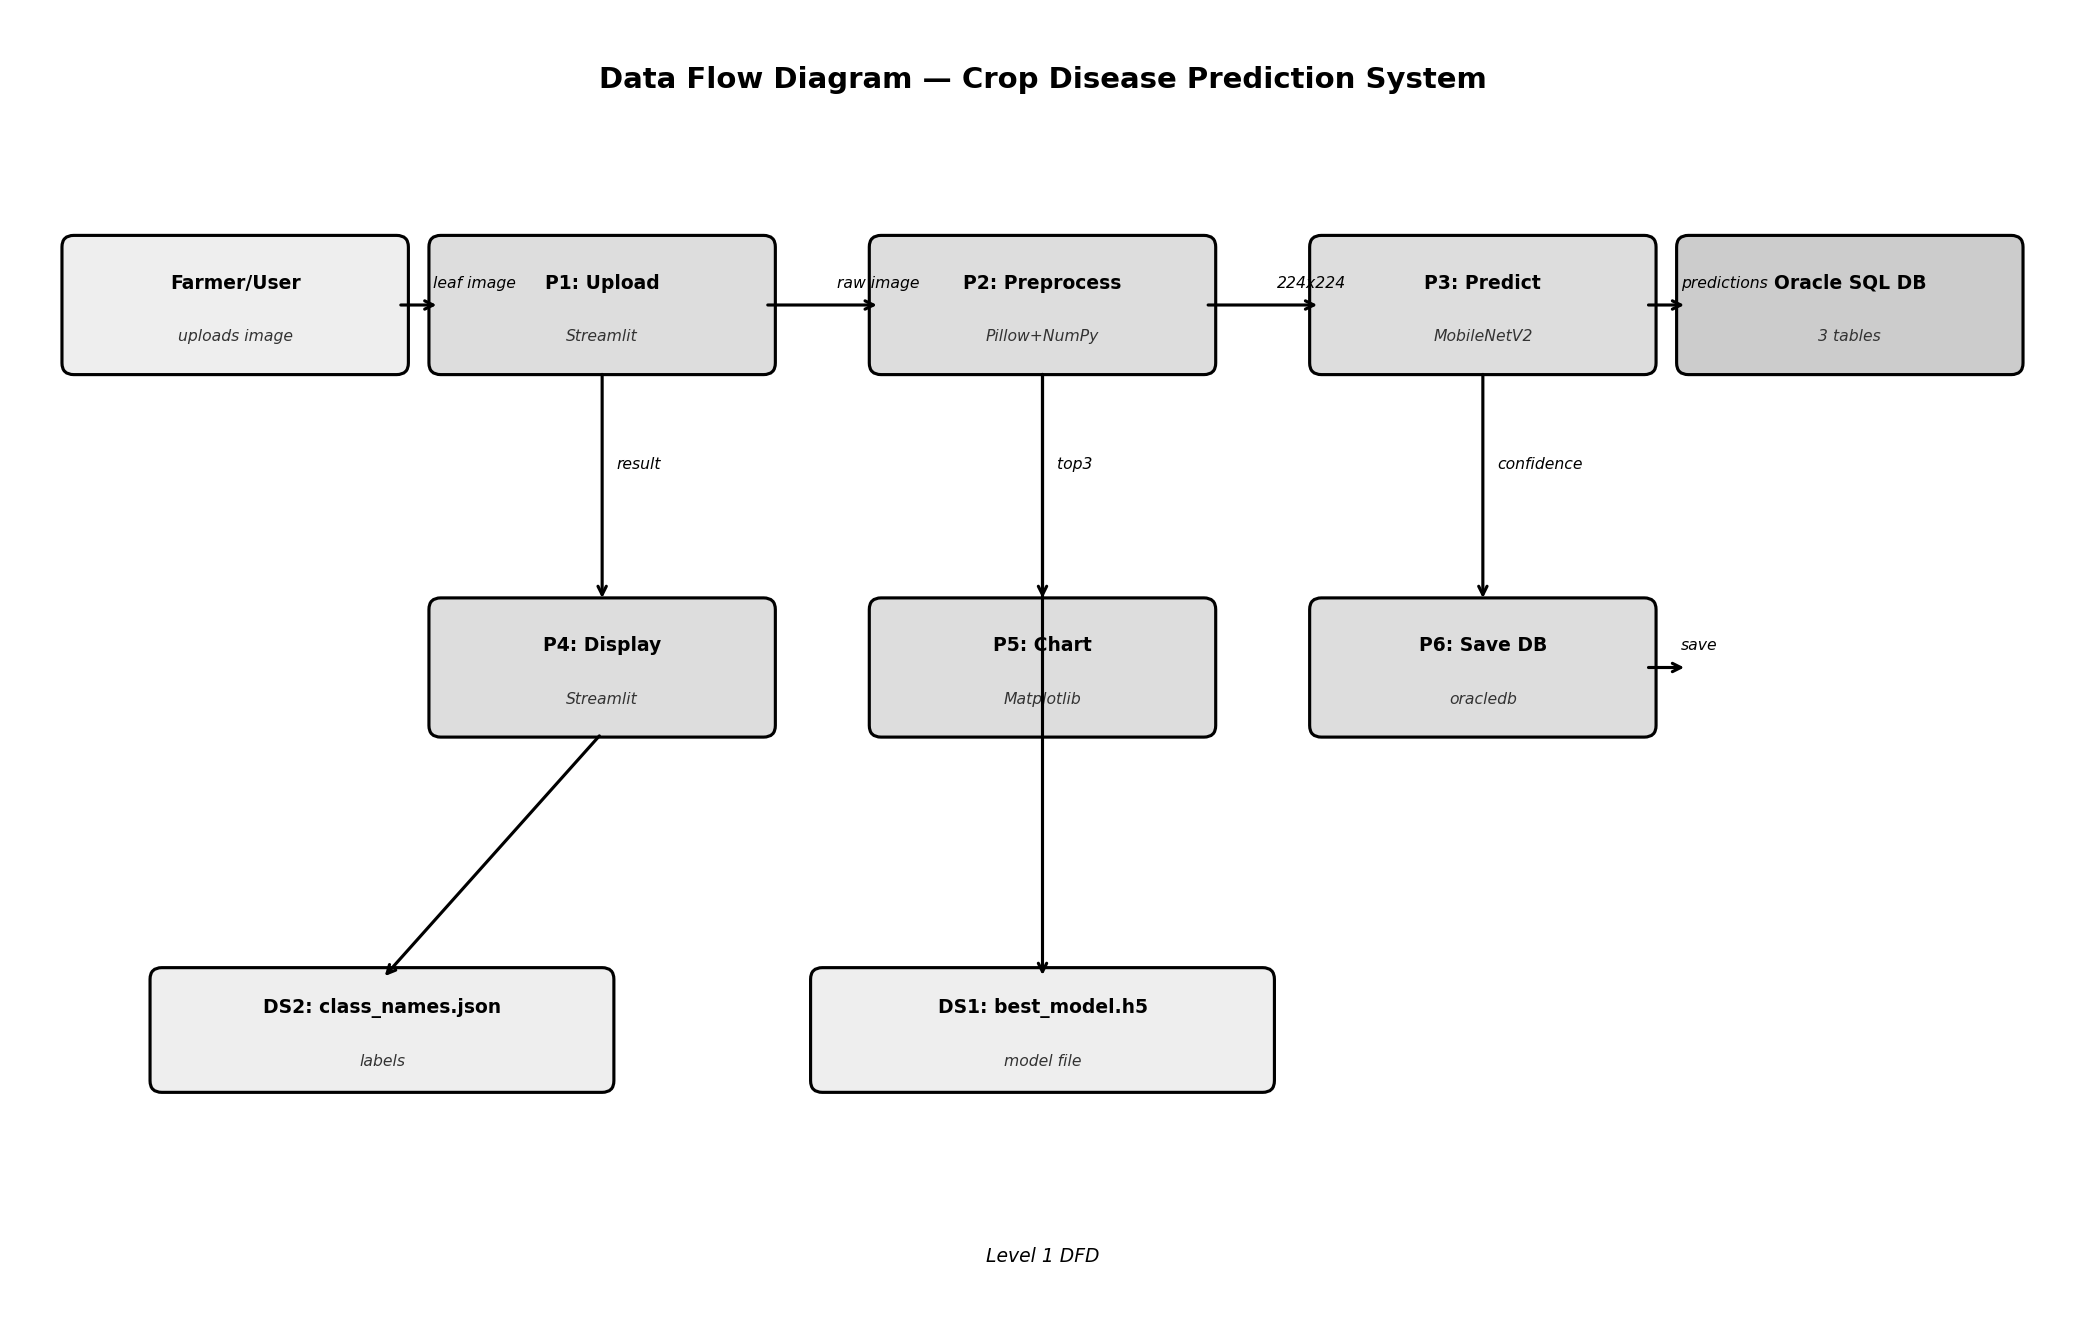 Data Flow Diagram — Crop Disease Prediction System
Farmer/User
uploads image
leaf image
P1: Upload
Streamlit
raw image
P2: Preprocess
Pillow+NumPy
224x224
P3: Predict
MobileNetV2
predictions
Oracle SQL DB
3 tables
result
top3
confidence
P4: Display
Streamlit
P5: Chart
Matplotlib
P6: Save DB
oracledb
save
DS2: class_names.json
labels
DS1: best_model.h5
model file
Level 1 DFD